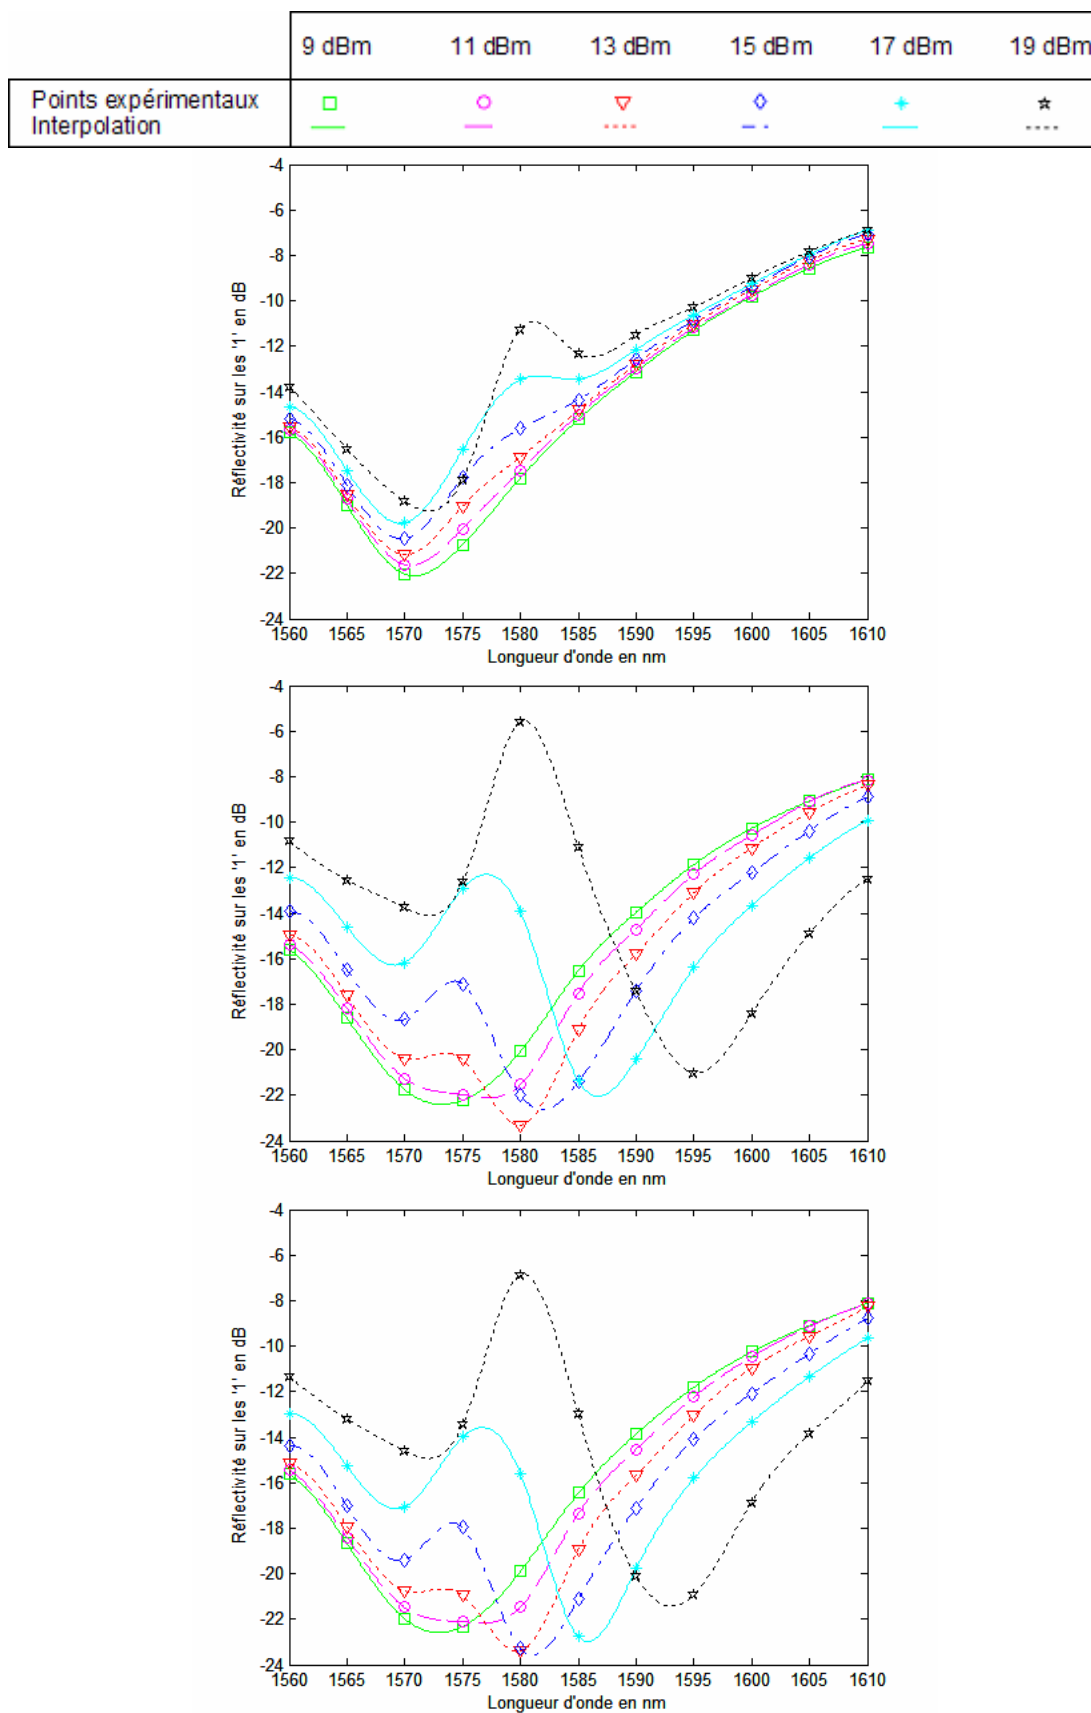 9 dBm 11 dBm 13 dBm 15 dBm 17 dBm 19 dBm
Points expérimentaux
Interpolation
Réflectivité sur les '1' en dB
-4
-6
-8
-10
-12
-14
-16
-18
-20
-22
-24
1560 1565 1570 1575 1580 1585 1590 1595 1600 1605 1610
Longueur d'onde en nm
Réflectivité sur les '1' en dB
-4
-6
-8
-10
-12
-14
-16
-18
-20
-22
-24
1560 1565 1570 1575 1580 1585 1590 1595 1600 1605 1610
Longueur d'onde en nm
Réflectivité sur les '1' en dB
-4
-6
-8
-10
-12
-14
-16
-18
-20
-22
-24
1560 1565 1570 1575 1580 1585 1590 1595 1600 1605 1610
Longueur d'onde en nm